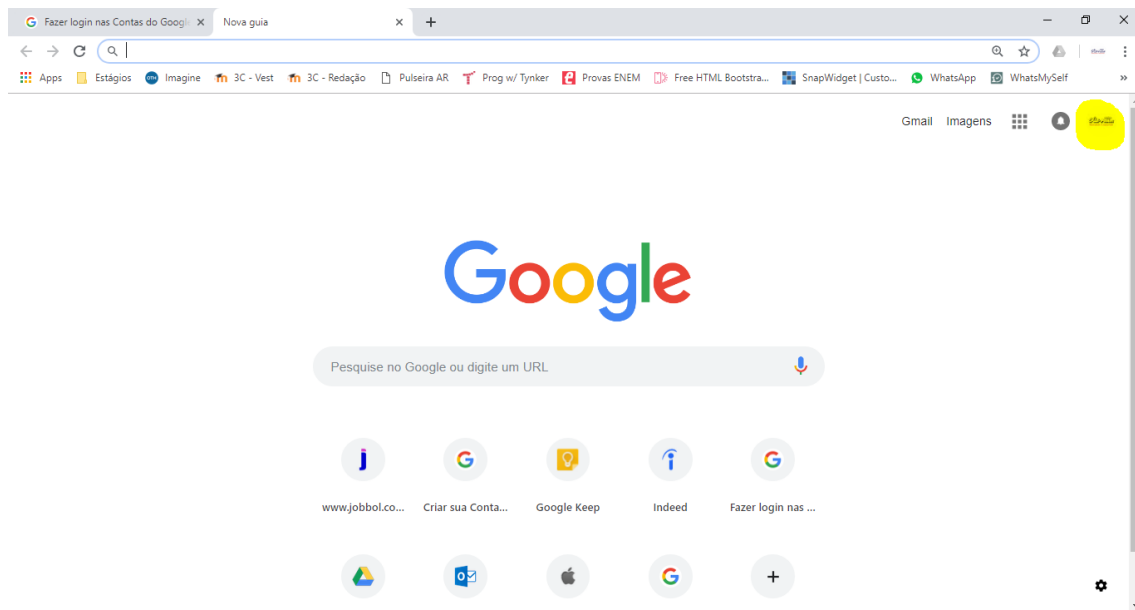 Fazer login nas Contas do Googl
Nova guia
Apps Estágios Imagine 3C - Vest 3C - Redação Pulseira AR Prog w/ Tynker Provas ENEM Free HTML Bootstra... SnapWidget | Custo... WhatsApp WhatsMySelf »
Gmail Imagens
Google
Pesquise no Google ou digite um URL
www.jobbol.co... Criar sua Conta... Google Keep Indeed Fazer login nas ...